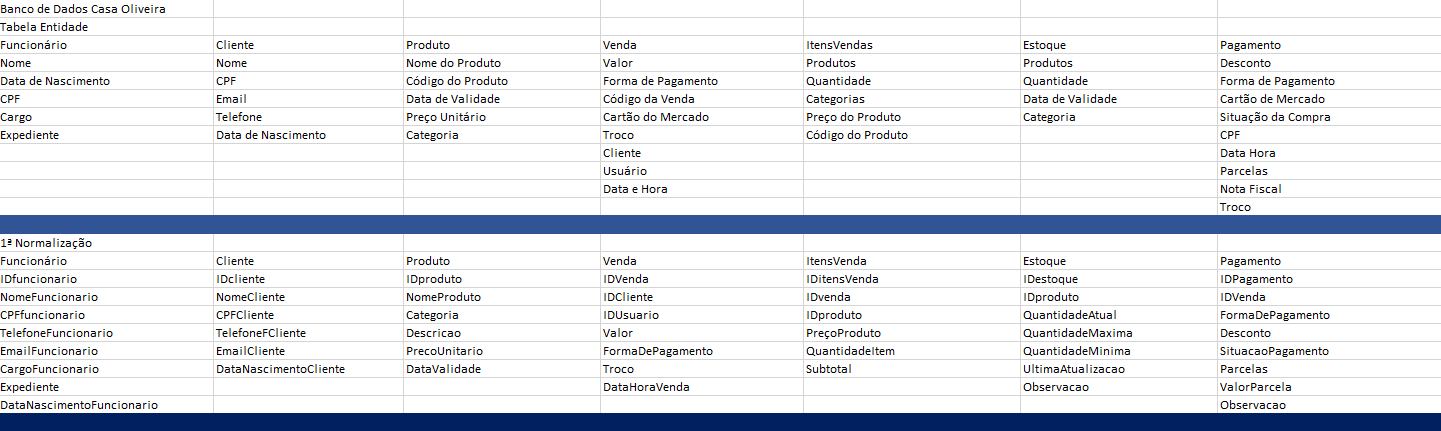 Banco de Dados Casa Oliveira
Tabela Entidade
Funcionário Cliente Produto Venda ItensVendas Estoque Pagamento
Nome Nome Nome do Produto Valor Produtos Produtos Desconto
Data de Nascimento CPF Código do Produto Forma de Pagamento Quantidade Quantidade Forma de Pagamento
CPF Email Data de Validade Código da Venda Categorias Data de Validade Cartão de Mercado
Cargo Telefone Preço Unitário Cartão do Mercado Preço do Produto Categoria Situação da Compra
Expediente Data de Nascimento Categoria Troco Código do Produto CPF
Cliente Data Hora
Usuário Parcelas
Data e Hora Nota Fiscal
Troco
1ª Normalização
Funcionário Cliente Produto Venda ItensVenda Estoque Pagamento
IDfuncionario IDcliente IDproduto IDVenda IDitensVenda IDestoque IDPagamento
NomeFuncionario NomeCliente NomeProduto IDCliente IDvenda IDproduto IDVenda
CPFfuncionario CPFCliente Categoria IDUsuario IDproduto QuantidadeAtual FormaDePagamento
TelefoneFuncionario TelefoneFCliente Descricao Valor PreçoProduto QuantidadeMaxima Desconto
EmailFuncionario EmailCliente PrecoUnitario FormaDePagamento QuantidadeItem QuantidadeMinima SituacaoPagamento
CargoFuncionario DataNascimentoCliente DataValidade Troco Subtotal UltimaAtualizacao Parcelas
Expediente DataHoraVenda Observacao ValorParcela
DataNascimentoFuncionario Observacao